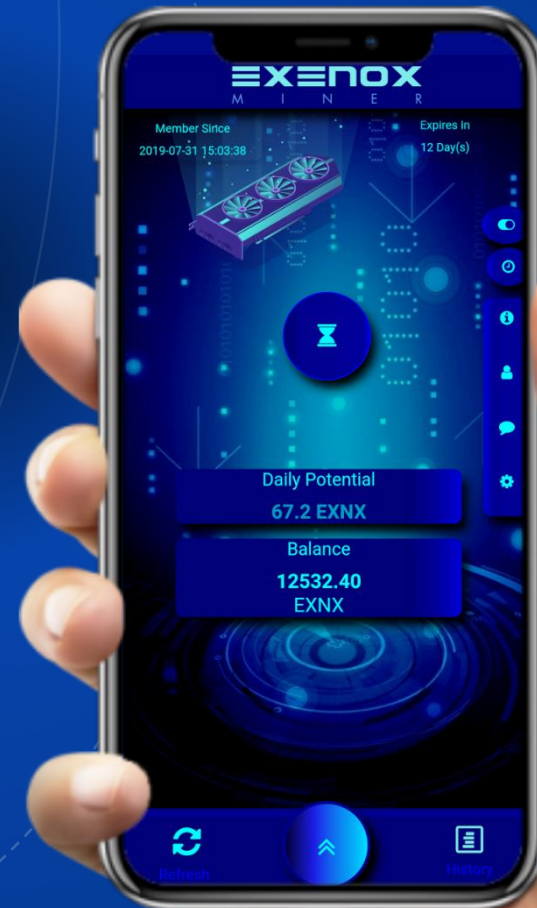 EXENOX
MINER
Member Since
2019-07-31 15:03:38
Expires In
12 Day(s)
Daily Potential
67.2 EXNX
Balance
12532.40
EXNX
Refresh
History